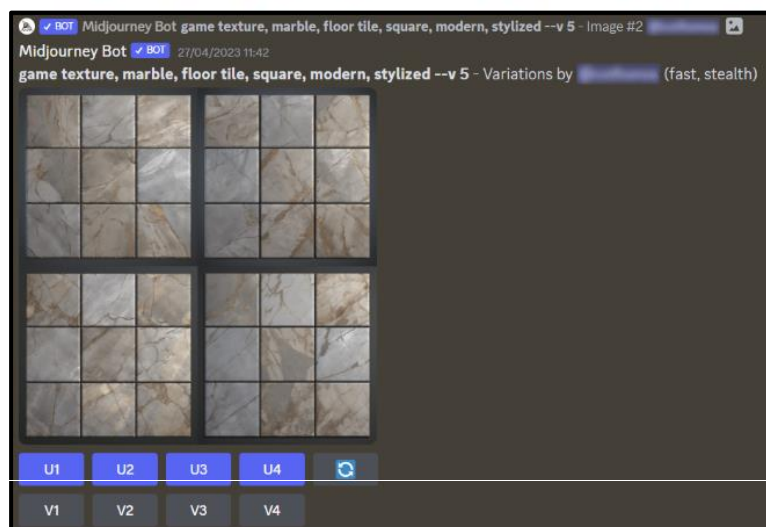 ✓ BOT Midjourney Bot game texture, marble, floor tile, square, modern, stylized --v 5 - Image #2
Midjourney Bot ✓ BOT 27/04/2023 11:42
game texture, marble, floor tile, square, modern, stylized --v 5 - Variations by (fast, stealth)
U1 U2 U3 U4
V1 V2 V3 V4